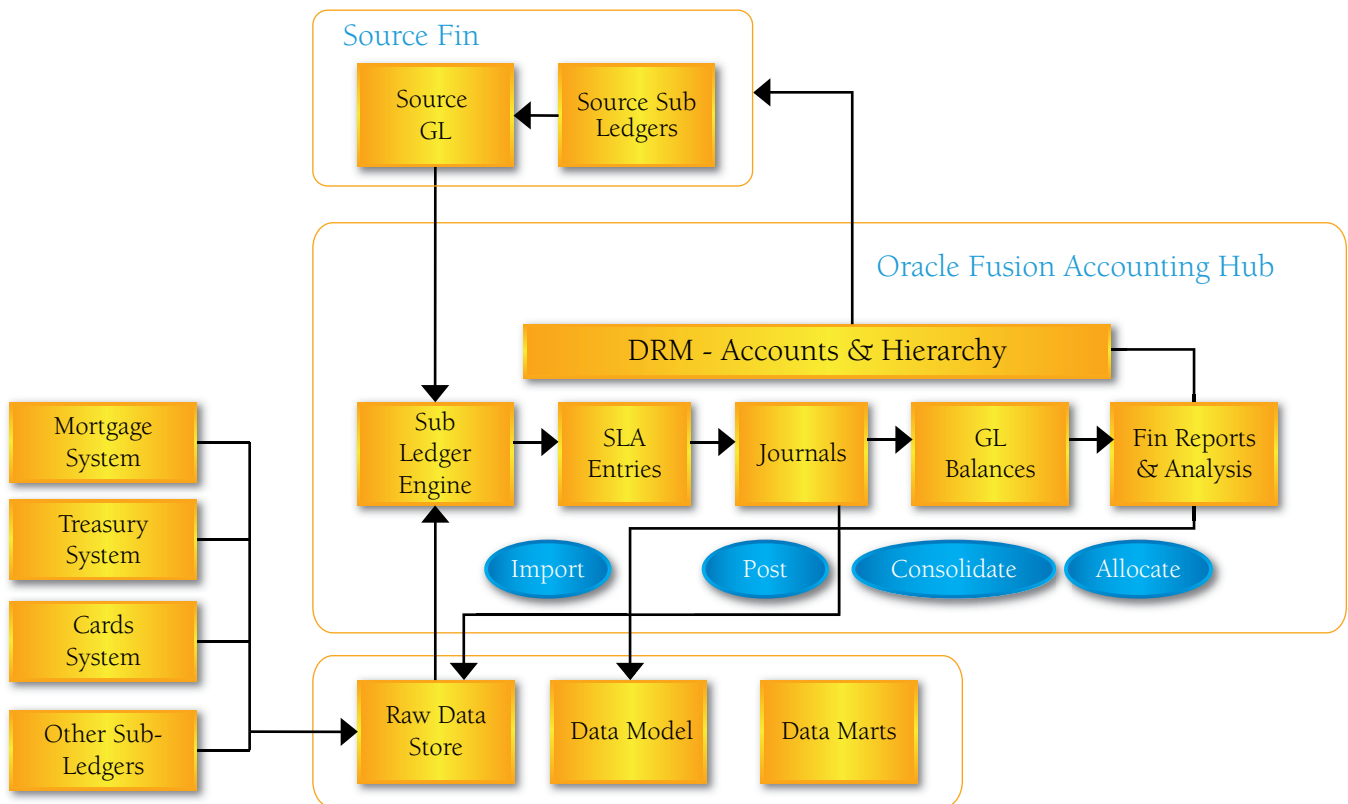 Source Fin
Source
GL
Source Sub
Ledgers
Oracle Fusion Accounting Hub
DRM - Accounts & Hierarchy
Sub
Ledger
Engine
SLA
Entries
Journals
GL
Balances
Fin Reports
& Analysis
Import
Post
Consolidate
Allocate
Mortgage
System
Treasury
System
Cards
System
Other Sub-
Ledgers
Raw Data
Store
Data Model
Data Marts